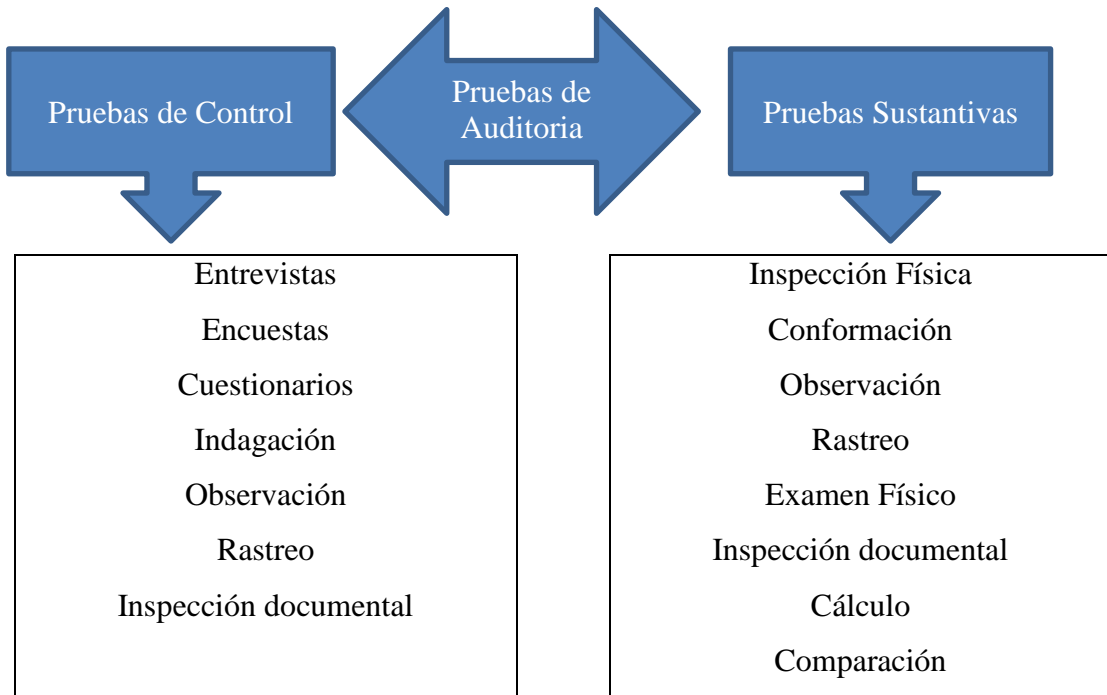 Pruebas de Control
Pruebas de
Auditoria
Pruebas Sustantivas
Entrevistas
Encuestas
Cuestionarios
Indagación
Observación
Rastreo
Inspección documental
Inspección Física
Conformación
Observación
Rastreo
Examen Físico
Inspección documental
Cálculo
Comparación